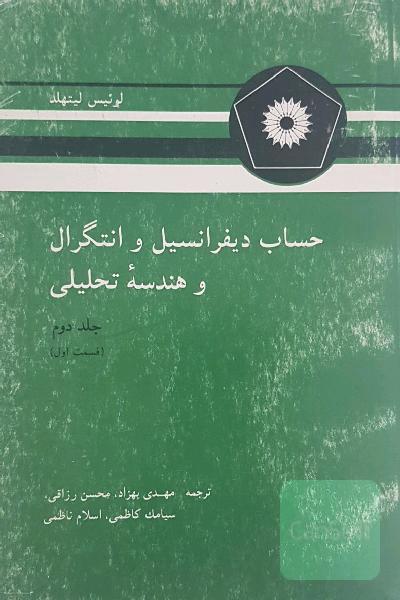 لوئیس لیتهلد
حساب دیفرانسیل و انتگرال
و هندسهٔ تحلیلی
جلد دوم
(قسمت اول)
ترجمه مهدی بهزاد، محسن رزاقی،
سیامك کاظمی، اسلام ناظمی